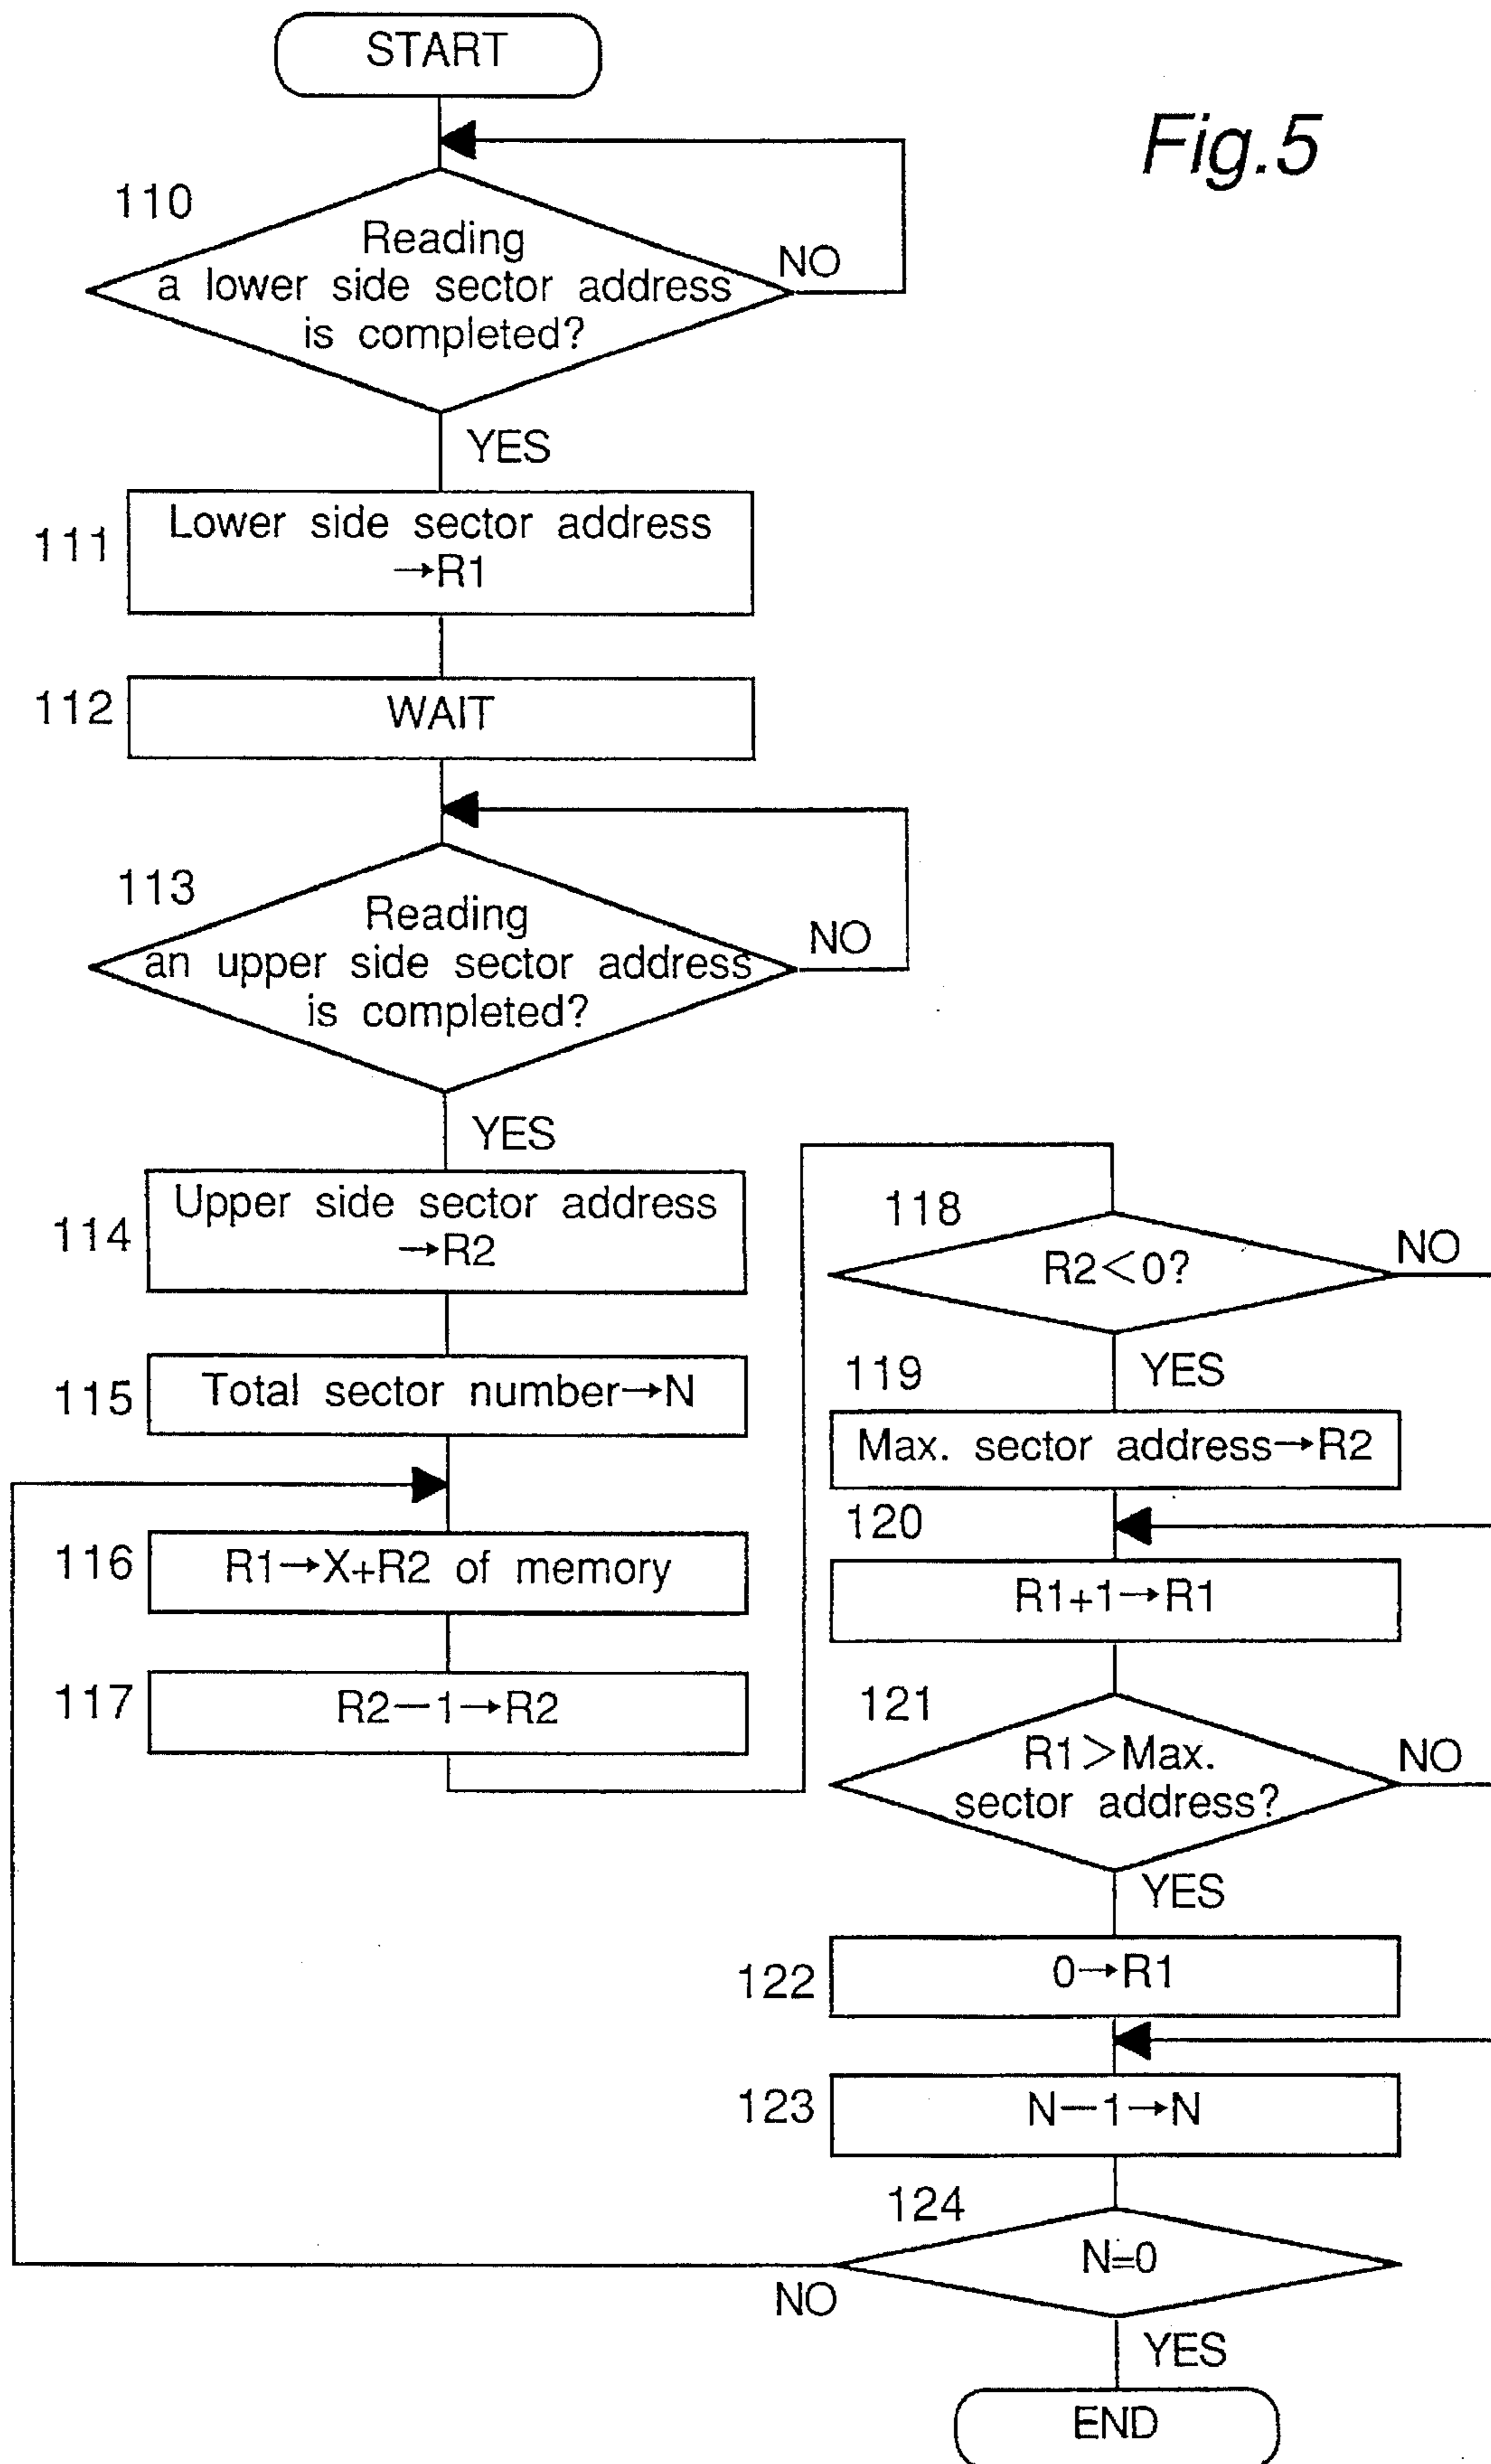 START
Fig.5
110
Reading
a lower side sector address
is completed?
NO
YES
111
Lower side sector address
→R1
112
WAIT
113
Reading
an upper side sector address
is completed?
NO
YES
114
Upper side sector address
→R2
115
Total sector number→N
116
R1→X+R2 of memory
117
R2−1→R2
118
R2<0?
NO
YES
119
Max. sector address→R2
120
R1+1→R1
121
R1>Max.
sector address?
NO
YES
122
0→R1
123
N−1→N
124
N=0
NO
YES
END